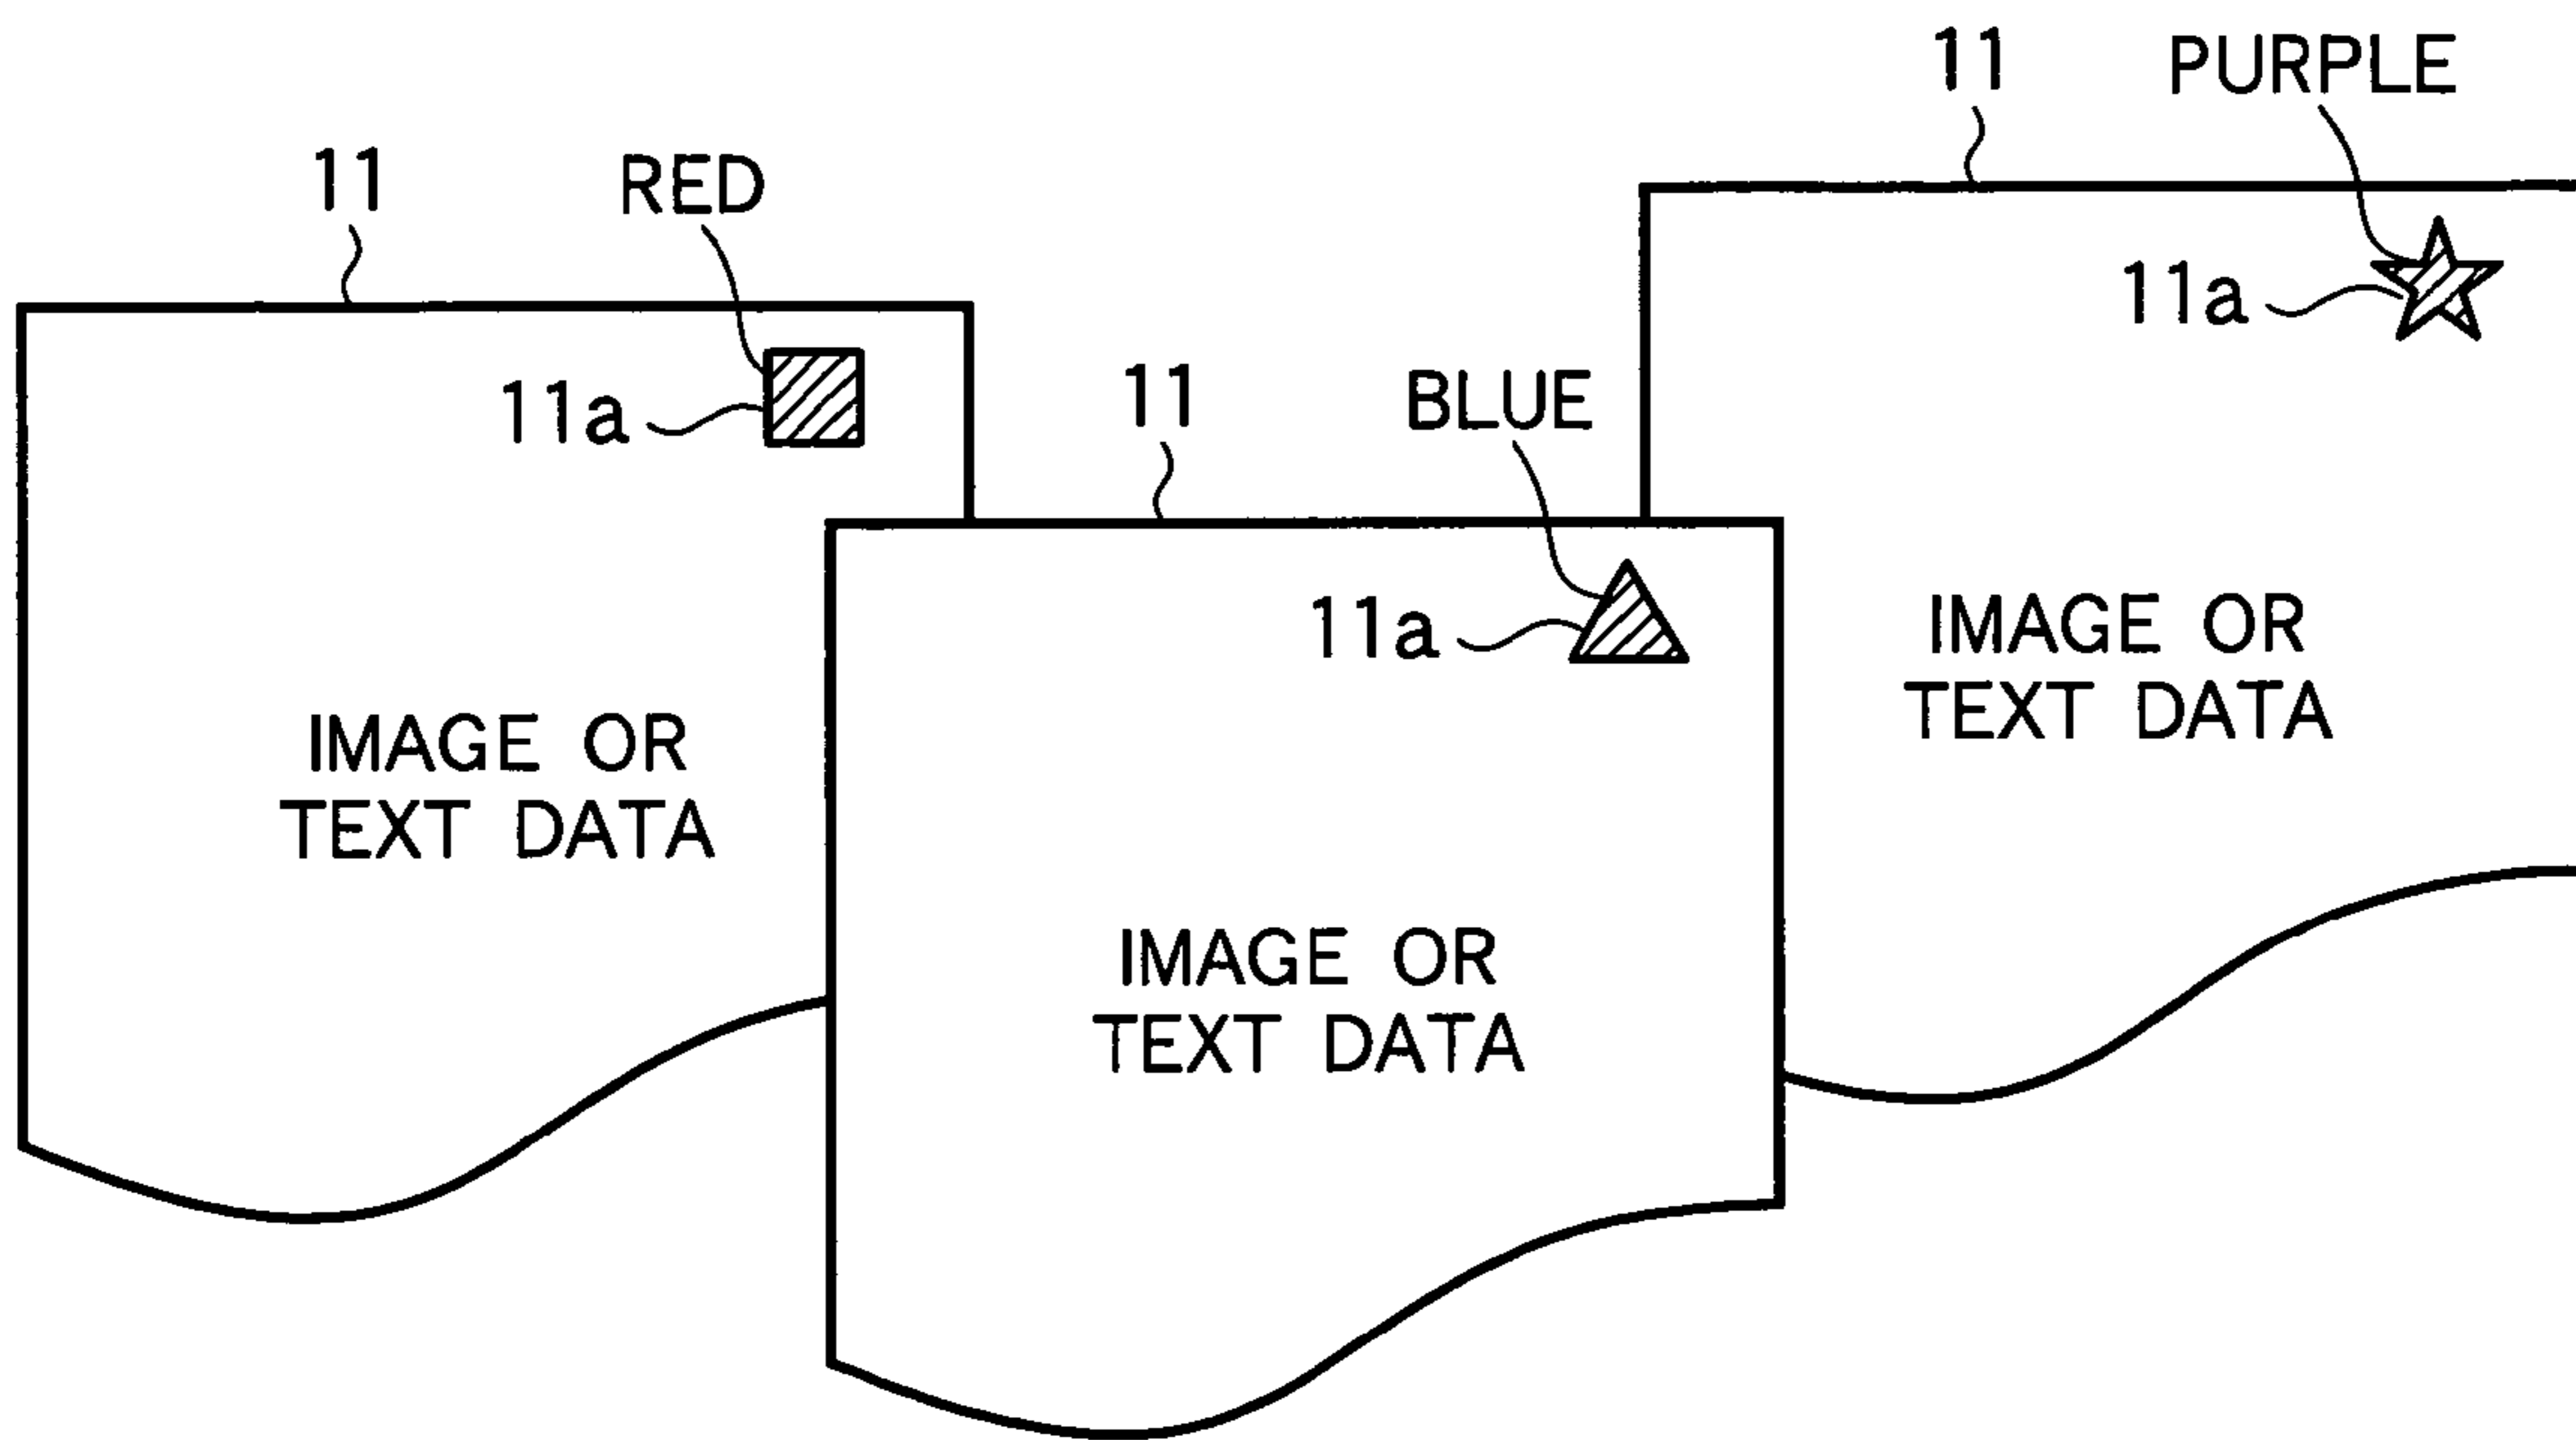 11
RED
11a
IMAGE OR
TEXT DATA
11
BLUE
11a
IMAGE OR
TEXT DATA
11
PURPLE
11a
IMAGE OR
TEXT DATA